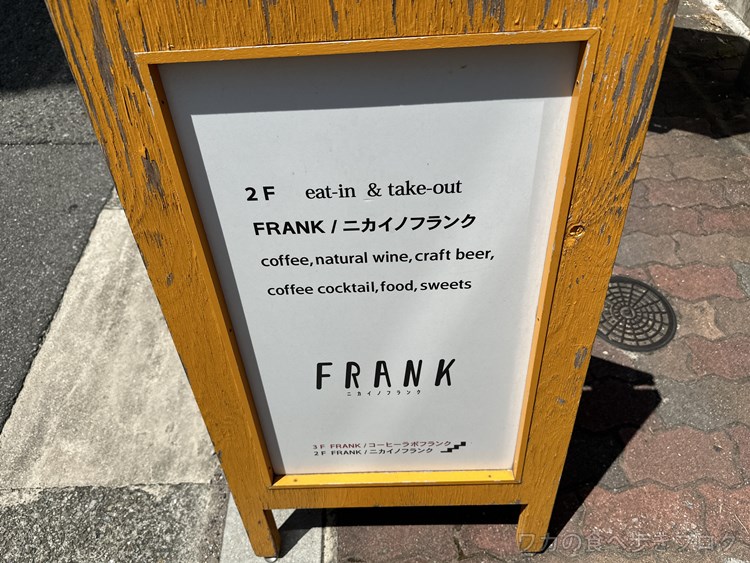 2F eat-in & take-out
FRANK / ニカイノフランク
coffee, natural wine, craft beer,
coffee cocktail, food, sweets
FRANK
ニカイノフランク
3F FRANK / コーヒーラボフランク
2F FRANK / ニカイノフランク
ワカの食べ歩きブログ